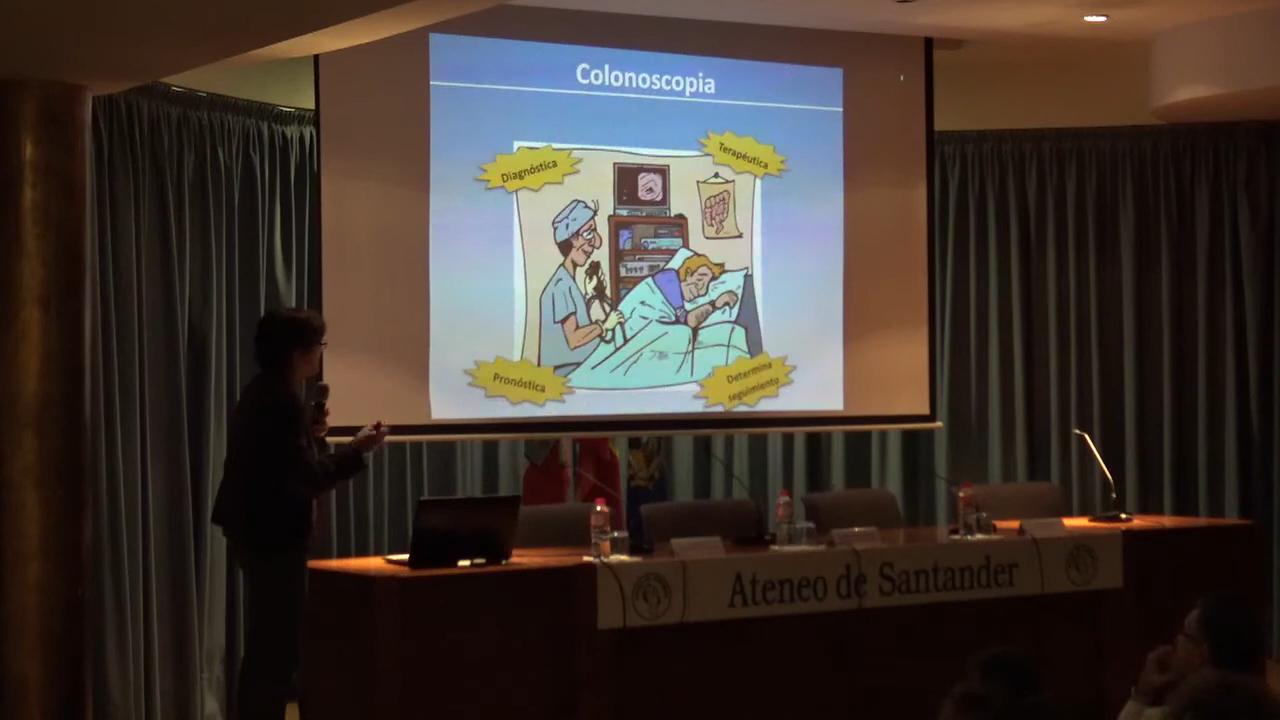 Colonoscopia
Diagnóstica
Terapéutica
Pronóstica
Determina
seguimiento
Ateneo de Santander